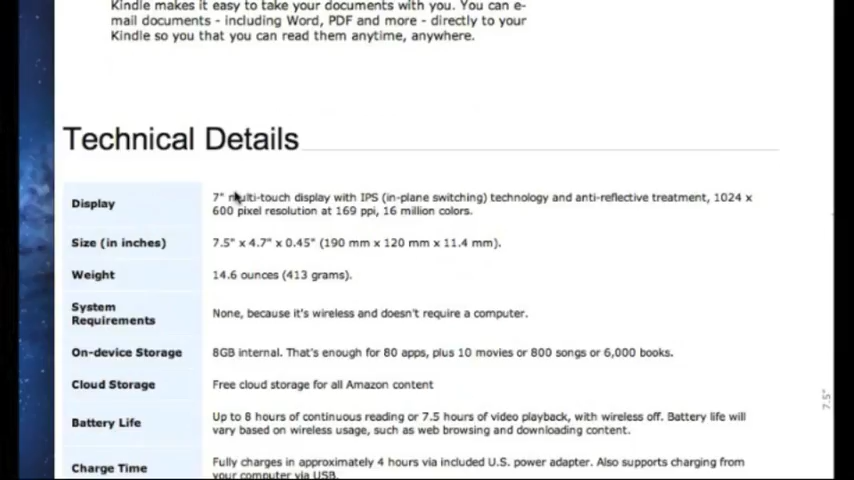 Kindle makes it easy to take your documents with you. You can e-
mail documents - including Word, PDF and more - directly to your
Kindle so you that you can read them anytime, anywhere.
Technical Details
Display
7" multi-touch display with IPS (in-plane switching) technology and anti-reflective treatment, 1024 x
600 pixel resolution at 169 ppi, 16 million colors.
Size (in inches)
7.5" x 4.7" x 0.45" (190 mm x 120 mm x 11.4 mm).
Weight
14.6 ounces (413 grams).
System
Requirements
None, because it's wireless and doesn't require a computer.
On-device Storage
8GB internal. That's enough for 80 apps, plus 10 movies or 800 songs or 6,000 books.
Cloud Storage
Free cloud storage for all Amazon content
Battery Life
Up to 8 hours of continuous reading or 7.5 hours of video playback, with wireless off. Battery life will
vary based on wireless usage, such as web browsing and downloading content.
Charge Time
Fully charges in approximately 4 hours via included U.S. power adapter. Also supports charging from
your computer via USB.
7.5"